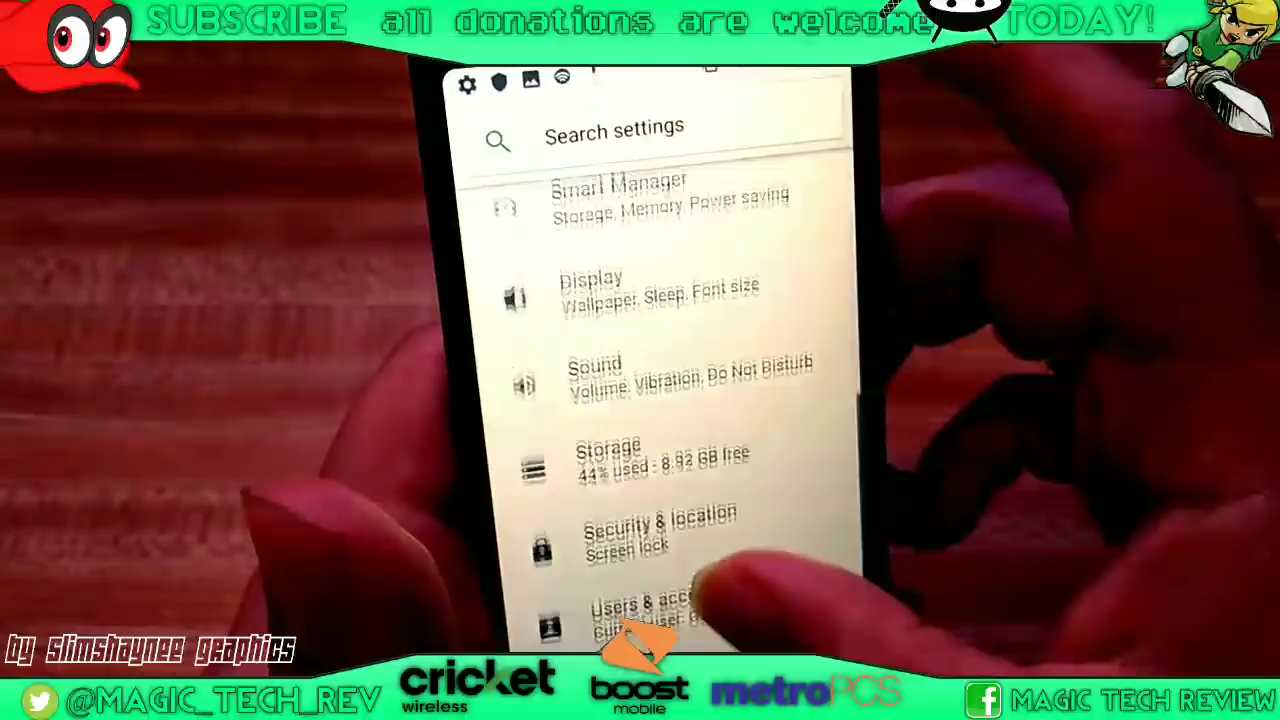 SUBSCRIBE all donations are welcome TODAY!
Search settings
Smart Manager
Storage, Memory, Power saving
Display
Wallpaper, Sleep, Font size
Sound
Volume, Vibration, Do Not Disturb
Storage
44% used - 8.92 GB free
Security & location
Screen lock
Users &
by slimshaynee graphics
@MAGIC_TECH_REV
cricket
wireless
boost
mobile
metroPCS
MAGIC TECH REVIEW